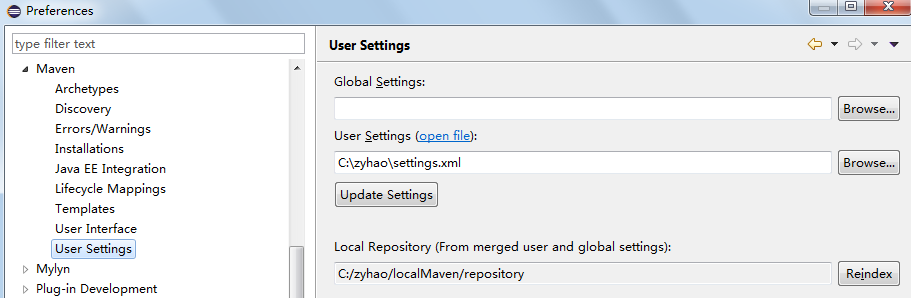 Preferences
type filter text
Maven
Archetypes
Discovery
Errors/Warnings
Installations
Java EE Integration
Lifecycle Mappings
Templates
User Interface
User Settings
Mylyn
Plug-in Development
User Settings
Global Settings:
Browse...
User Settings (open file):
C:\zyhao\settings.xml
Browse...
Update Settings
Local Repository (From merged user and global settings):
C:/zyhao/localMaven/repository
Reindex